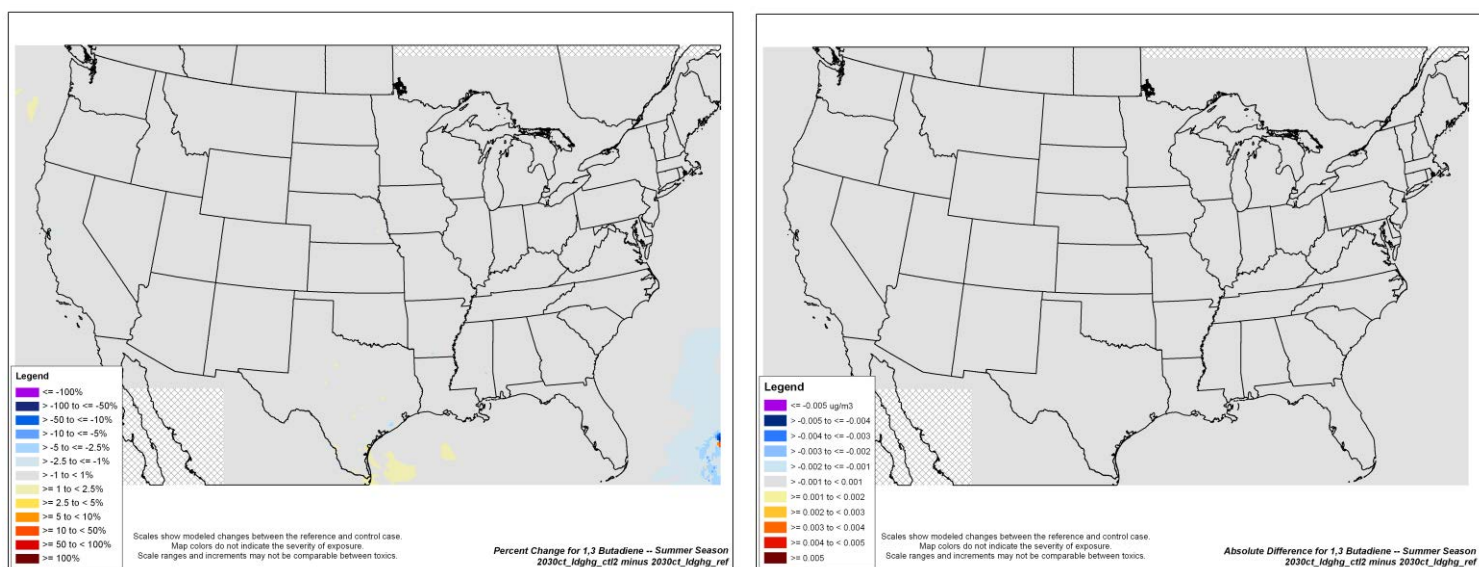 Legend
<= -100%
> -100 to <= -50%
> -50 to <= -10%
> -10 to <= -5%
> -5 to <= -2.5%
> -2.5 to <= -1%
> -1 to < 1%
>= 1 to < 2.5%
>= 2.5 to < 5%
>= 5 to < 10%
>= 10 to < 50%
>= 50 to < 100%
>= 100%
Scales show modeled changes between the reference and control case.
Map colors do not indicate the severity of exposure.
Scale ranges and increments may not be comparable between toxics.
Percent Change for 1,3 Butadiene -- Summer Season
2030ct_ldghg_ctl2 minus 2030ct_ldghg_ref
Legend
<= -0.005 ug/m3
> -0.005 to <= -0.004
> -0.004 to <= -0.003
> -0.003 to <= -0.002
> -0.002 to <= -0.001
> -0.001 to < 0.001
>= 0.001 to < 0.002
>= 0.002 to < 0.003
>= 0.003 to < 0.004
>= 0.004 to < 0.005
>= 0.005
Scales show modeled changes between the reference and control case.
Map colors do not indicate the severity of exposure.
Scale ranges and increments may not be comparable between toxics.
Absolute Difference for 1,3 Butadiene -- Summer Season
2030ct_ldghg_ctl2 minus 2030ct_ldghg_ref